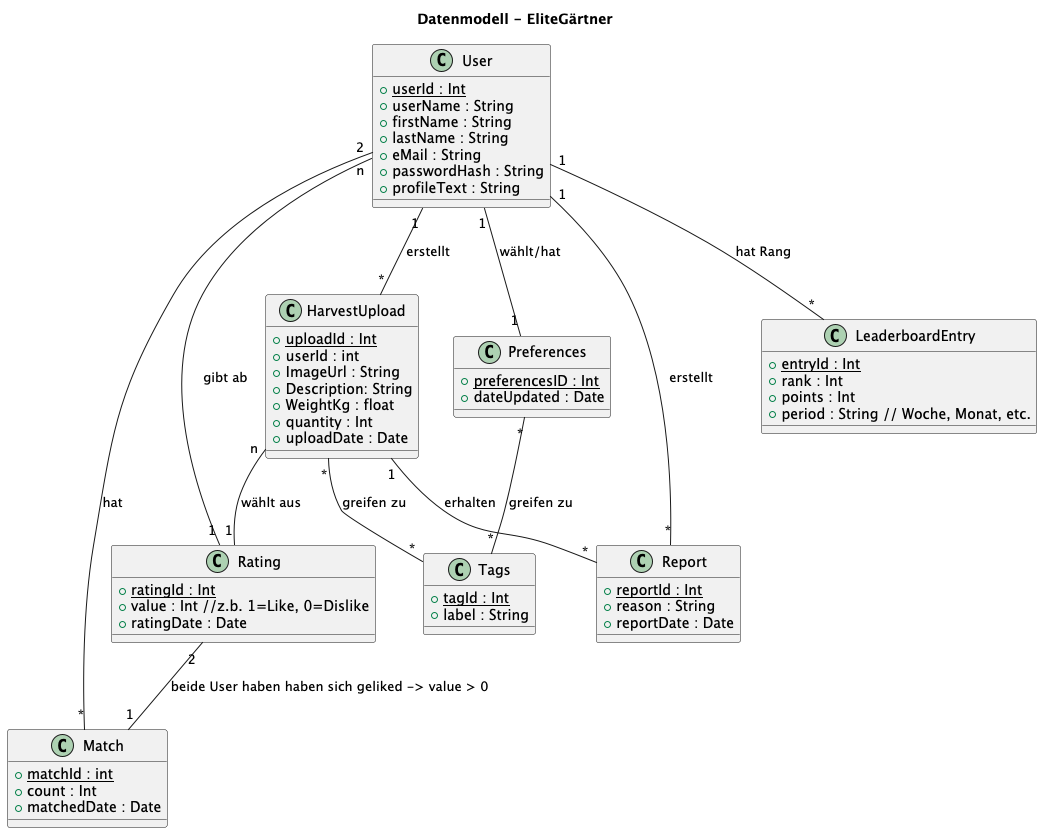 Datenmodell - EliteGärtner
C User
userId : Int
userName : String
firstName : String
lastName : String
eMail : String
passwordHash : String
profileText : String
2
n
1
1
1
1
erstellt
wählt/hat
hat Rang
*
1
*
C HarvestUpload
uploadId : Int
userId : int
ImageUrl : String
Description: String
WeightKg : float
quantity : Int
uploadDate : Date
C Preferences
preferencesID : Int
dateUpdated : Date
C LeaderboardEntry
entryId : Int
rank : Int
points : Int
period : String // Woche, Monat, etc.
gibt ab
erstellt
n
*
1
*
hat
wählt aus
greifen zu
erhalten
greifen zu
1
1
*
*
*
*
C Rating
ratingId : Int
value : Int //z.b. 1=Like, 0=Dislike
ratingDate : Date
C Tags
tagId : Int
label : String
C Report
reportId : Int
reason : String
reportDate : Date
2
beide User haben haben sich geliked -> value > 0
*
1
C Match
matchId : int
count : Int
matchedDate : Date